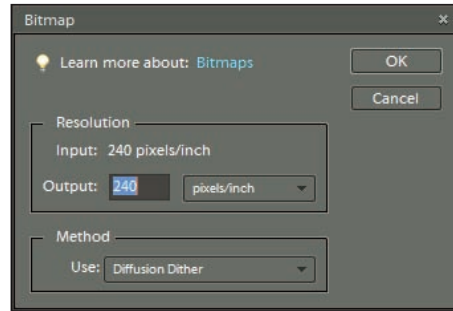 Bitmap
Learn more about: Bitmaps
OK
Cancel
Resolution
Input: 240 pixels/inch
Output: 240 pixels/inch
Method
Use: Diffusion Dither